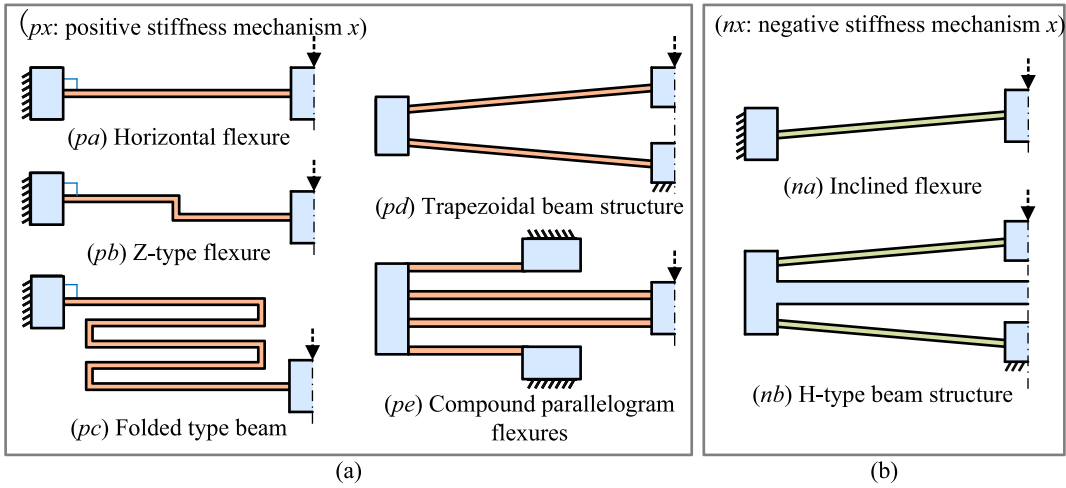 (px: positive stiffness mechanism x)
(pa) Horizontal flexure
(pb) Z-type flexure
(pc) Folded type beam
(pd) Trapezoidal beam structure
(pe) Compound parallelogram
flexures
(a)
(nx: negative stiffness mechanism x)
(na) Inclined flexure
(nb) H-type beam structure
(b)